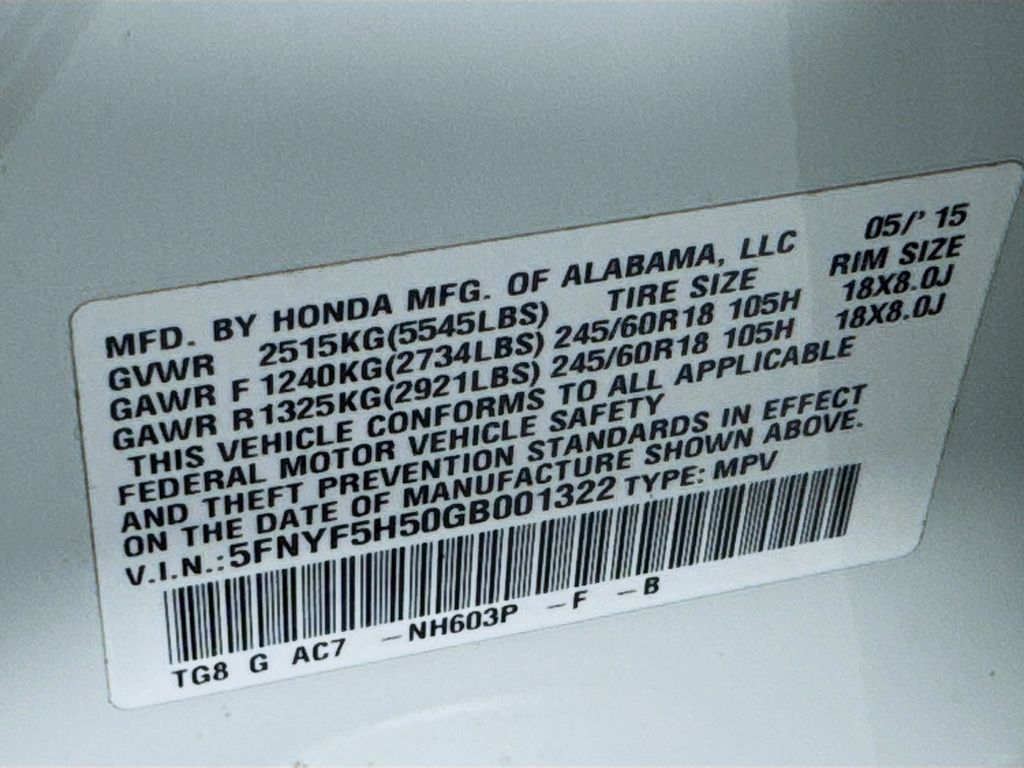 MFD. BY HONDA MFG. OF ALABAMA, LLC 05/' 15
GVWR 2515KG(5545LBS) TIRE SIZE RIM SIZE
GAWR F 1240KG(2734LBS) 245/60R18 105H 18X8.0J
GAWR R 1325KG(2921LBS) 245/60R18 105H 18X8.0J
THIS VEHICLE CONFORMS TO ALL APPLICABLE
FEDERAL MOTOR VEHICLE SAFETY
AND THEFT PREVENTION STANDARDS IN EFFECT
ON THE DATE OF MANUFACTURE SHOWN ABOVE.
V.I.N.: 5FNYF5H50GB001322 TYPE: MPV
TG8 G AC7 –NH603P –F –B